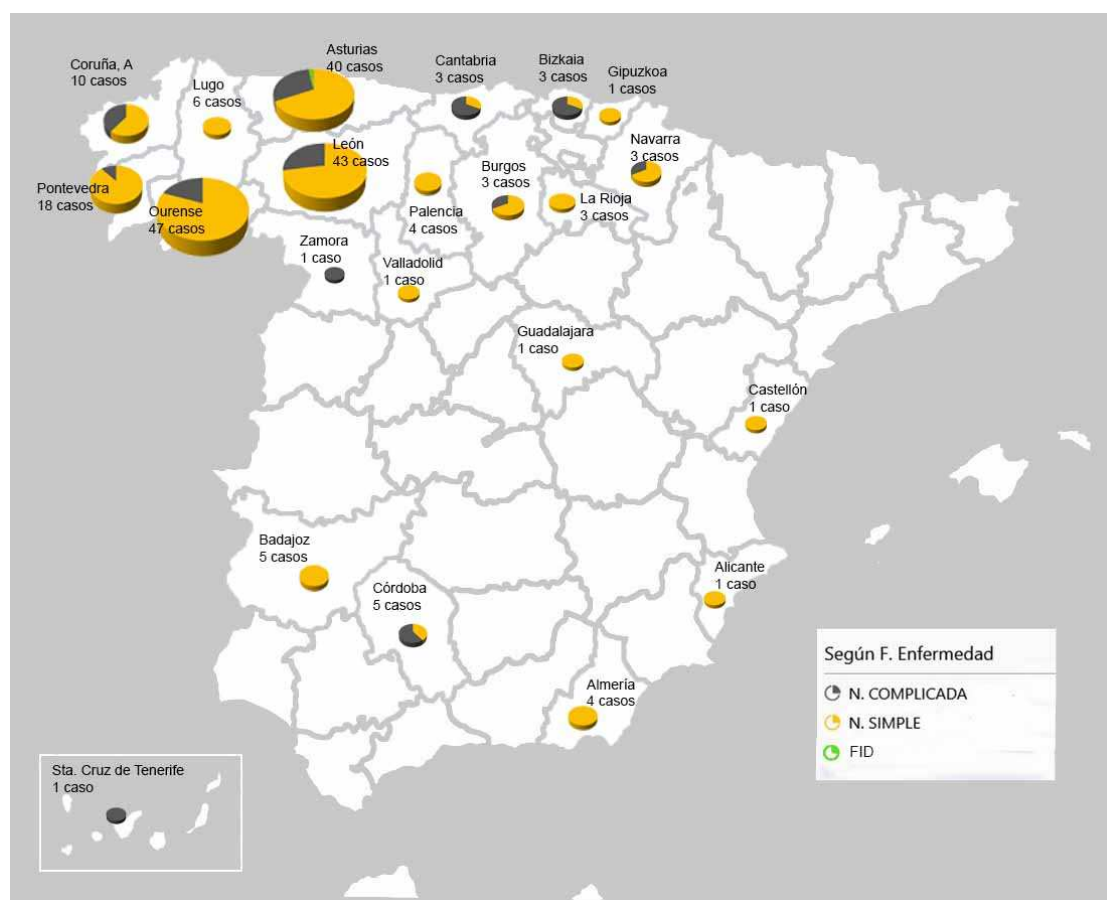 Asturias
40 casos
Coruña, A
10 casos
Lugo
6 casos
Cantabria
3 casos
Bizkaia
3 casos
Gipuzkoa
1 casos
León
43 casos
Navarra
3 casos
Burgos
3 casos
Pontevedra
18 casos
Ourense
47 casos
Palencia
4 casos
La Rioja
3 casos
Zamora
1 caso
Valladolid
1 caso
Guadalajara
1 caso
Castellón
1 caso
Badajoz
5 casos
Córdoba
5 casos
Alicante
1 caso
Almería
4 casos
Según F. Enfermedad
N. COMPLICADA
N. SIMPLE
FID
Sta. Cruz de Tenerife
1 caso